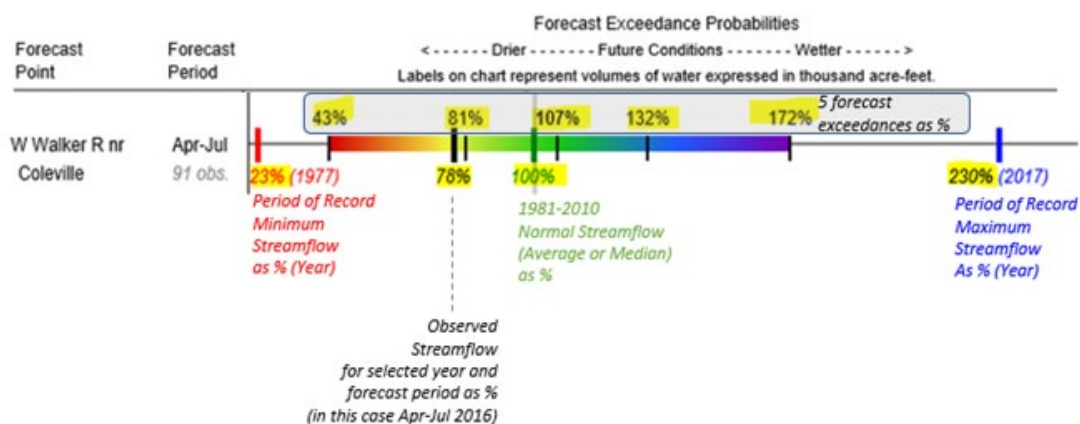 Forecast Exceedance Probabilities
Forecast Point
Forecast Period
<- - - - - - Drier - - - - - - - Future Conditions - - - - - - - Wetter - - - - - ->
Labels on chart represent volumes of water expressed in thousand acre-feet.
43% 81% 107% 132% 172% 5 forecast
exceedances as %
W Walker R nr
Coleville
Apr-Jul
91 obs.
23% (1977) 78% 100% 230% (2017)
Period of Record
Minimum
Streamflow
as % (Year)
1981-2010
Normal Streamflow
(Average or Median)
as %
Period of Record
Maximum
Streamflow
As % (Year)
Observed
Streamflow
for selected year and
forecast period as %
(in this case Apr-Jul 2016)